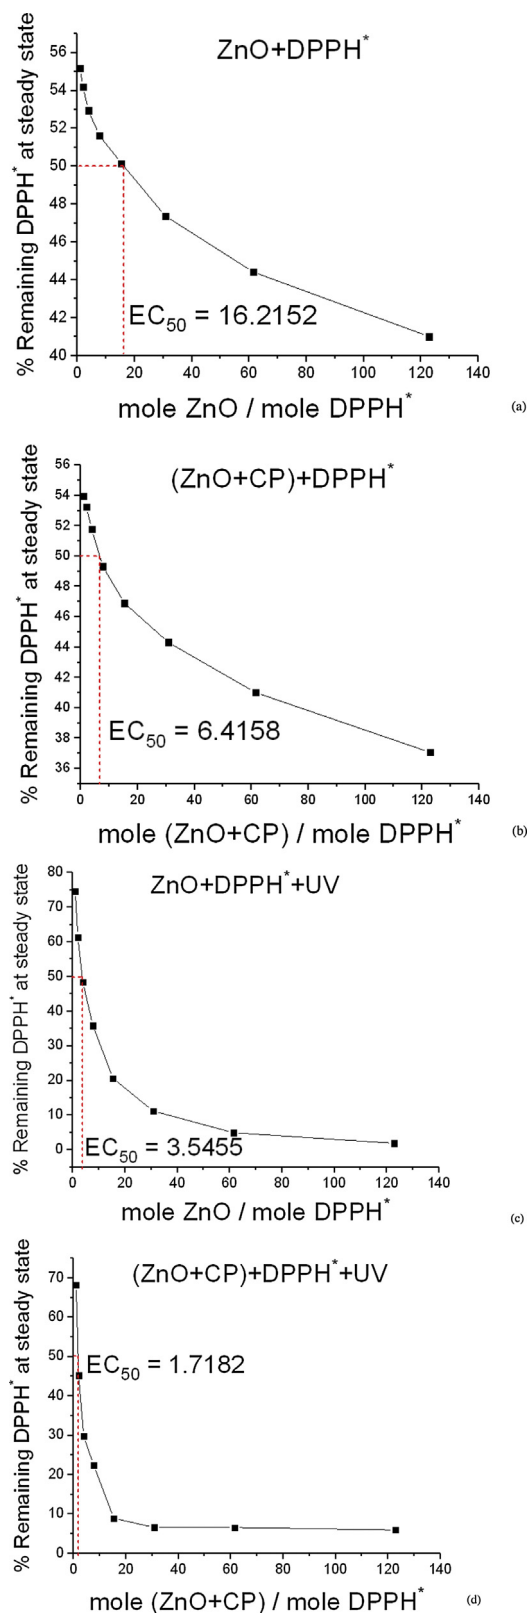 ZnO+DPPH*
% Remaining DPPH* at steady state
56
54
52
50
48
46
44
42
40
EC50 = 16.2152
0 20 40 60 80 100 120 140
mole ZnO / mole DPPH*
(a)
(ZnO+CP)+DPPH*
% Remaining DPPH* at steady state
56
54
52
50
48
46
44
42
40
38
36
EC50 = 6.4158
0 20 40 60 80 100 120 140
mole (ZnO+CP) / mole DPPH*
(b)
ZnO+DPPH*+UV
% Remaining DPPH* at steady state
80
70
60
50
40
30
20
10
0
EC50 = 3.5455
0 20 40 60 80 100 120 140
mole ZnO / mole DPPH*
(c)
(ZnO+CP)+DPPH*+UV
% Remaining DPPH* at steady state
70
60
50
40
30
20
10
0
EC50 = 1.7182
0 20 40 60 80 100 120 140
mole (ZnO+CP) / mole DPPH*
(d)